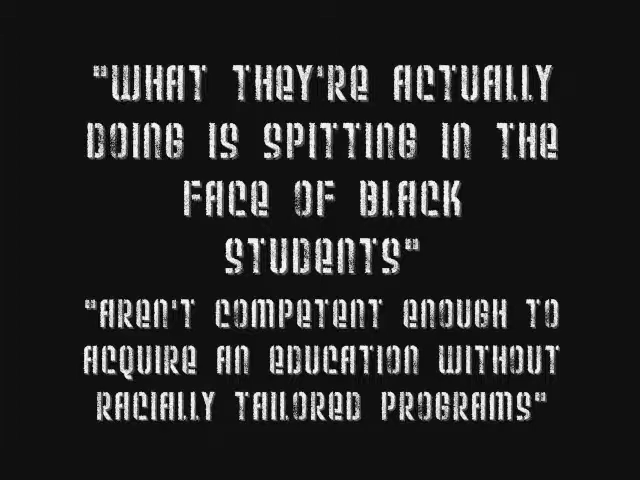 "WHAT THEY'RE ACTUALLY
DOING IS SPITTING IN THE
FACE OF BLACK
STUDENTS"
"AREN'T COMPETENT ENOUGH TO
ACQUIRE AN EDUCATION WITHOUT
RACIALLY TAILORED PROGRAMS"